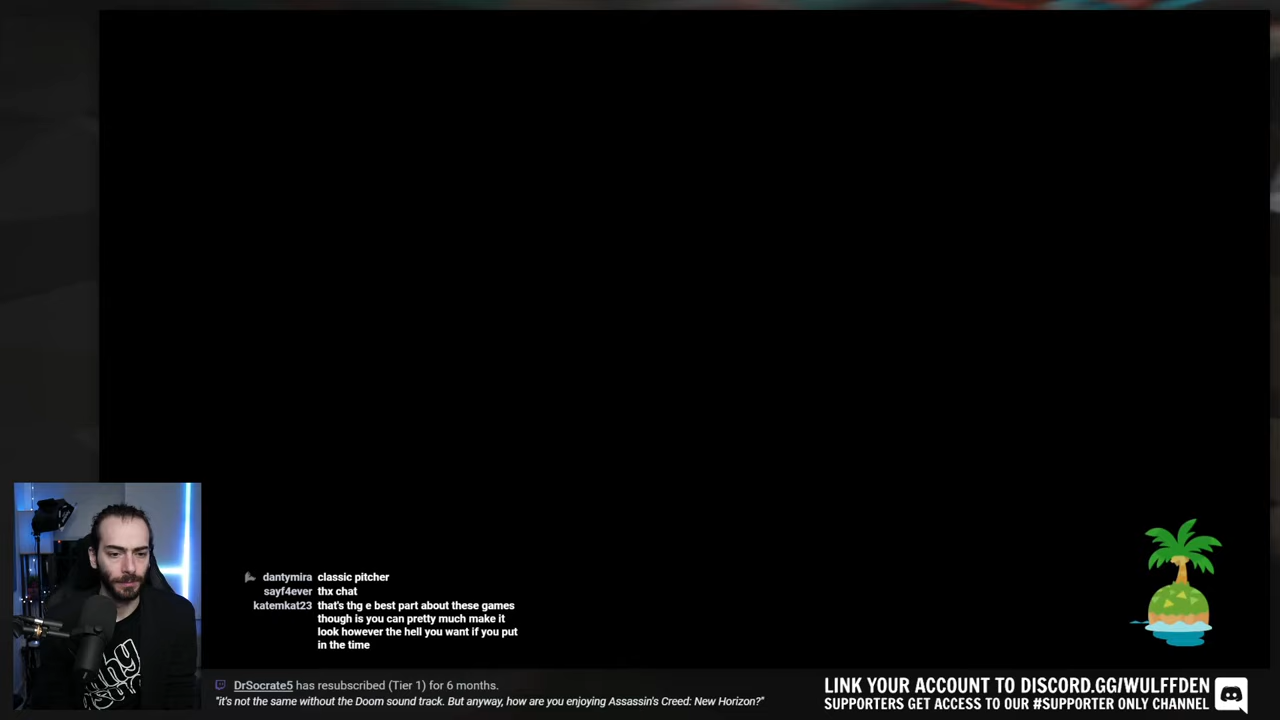 dantymira classic pitcher
sayf4ever thx chat
katemkat23 that's thg e best part about these games
though is you can pretty much make it
look however the hell you want if you put
in the time
DrSocrate5 has resubscribed (Tier 1) for 6 months.
"it's not the same without the Doom sound track. But anyway, how are you enjoying Assassin's Creed: New Horizon?"
LINK YOUR ACCOUNT TO DISCORD.GG/WULFFDEN
SUPPORTERS GET ACCESS TO OUR #SUPPORTER ONLY CHANNEL